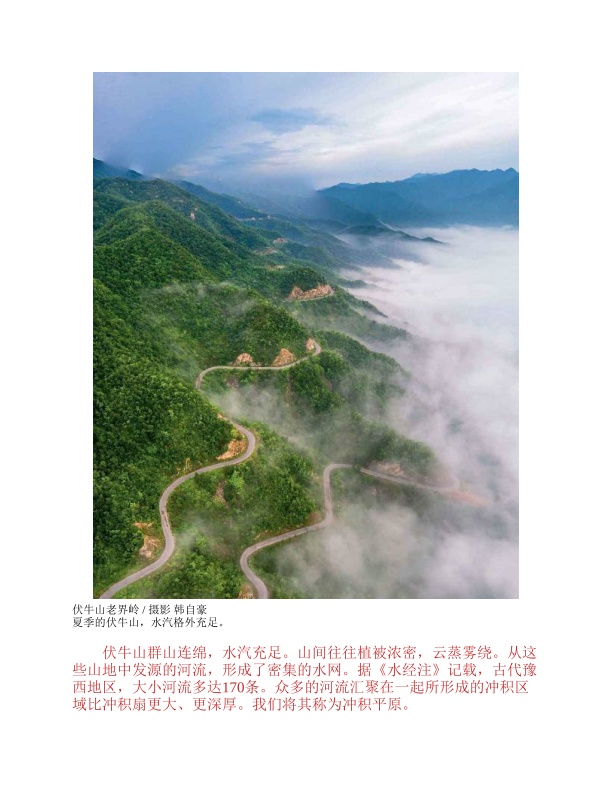 伏牛山老界岭 / 摄影 韩自豪
夏季的伏牛山，水汽格外充足。
伏牛山群山连绵，水汽充足。山间往往植被浓密，云蒸雾绕。从这
些山地中发源的河流，形成了密集的水网。据《水经注》记载，古代豫
西地区，大小河流多达170条。众多的河流汇聚在一起所形成的冲积区
域比冲积扇更大、更深厚。我们将其称为冲积平原。